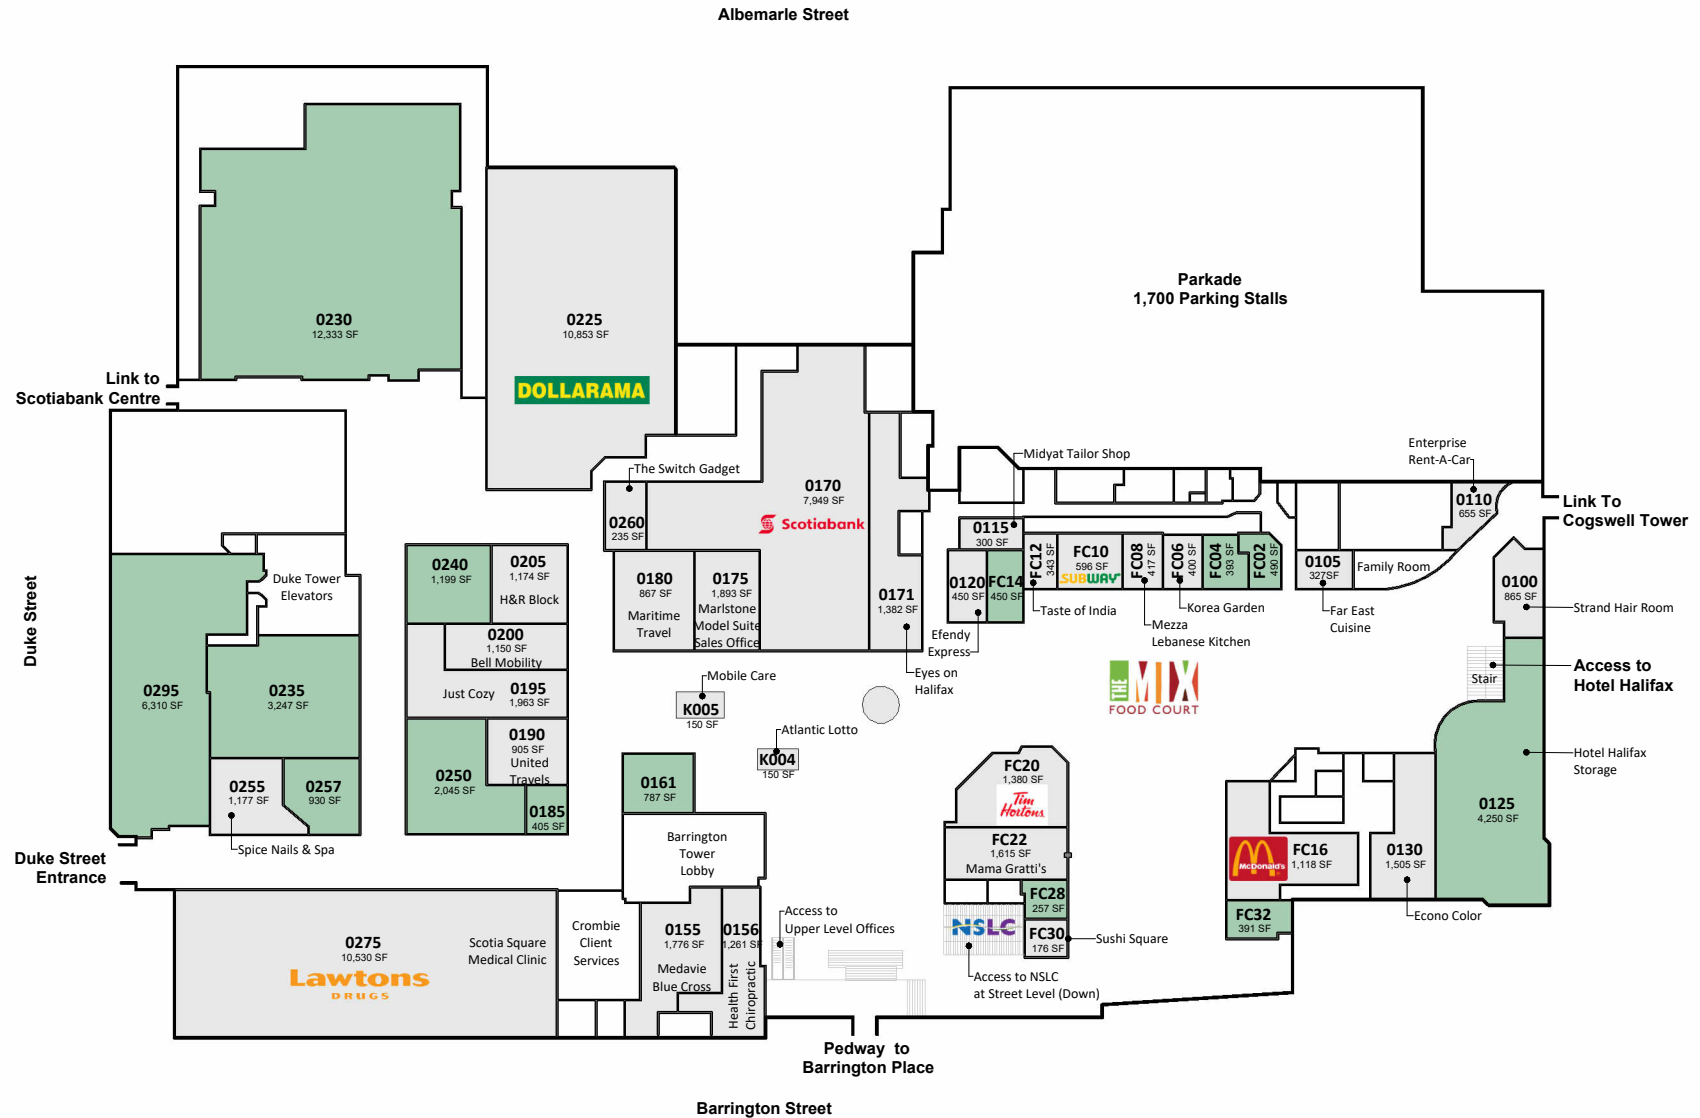 Albemarle Street
0230
12,333 SF
0225
10,853 SF
DOLLARAMA
Parkade
1,700 Parking Stalls
Link to
Scotiabank Centre
The Switch Gadget
0260
235 SF
0170
7,949 SF
Scotiabank
Midyat Tailor Shop
Enterprise
Rent-A-Car
0110
655 SF
Link To
Cogswell Tower
0115
300 SF
FC12
343 SF
FC10
596 SF
SUBWAY
FC08
417 SF
FC06
400 SF
FC04
393 SF
FC02
490 SF
0105
327SF
Family Room
0100
865 SF
Strand Hair Room
Duke Street
Duke Tower
Elevators
0240
1,199 SF
0205
1,174 SF
H&R Block
0180
867 SF
Maritime
Travel
0175
1,893 SF
Marlstone
Model Suite
Sales Office
0171
1,382 SF
0120
450 SF
FC14
450 SF
Taste of India
Korea Garden
Mezza
Lebanese Kitchen
Far East
Cuisine
Efendy
Express
Eyes on
Halifax
0200
1,150 SF
Bell Mobility
Just Cozy
0195
1,963 SF
0295
6,310 SF
0235
3,247 SF
Mobile Care
K005
150 SF
THE MIX
FOOD COURT
Stair
Access to
Hotel Halifax
0190
905 SF
United
Travels
Atlantic Lotto
K004
150 SF
0255
1,177 SF
0257
930 SF
0250
2,045 SF
0185
405 SF
0161
787 SF
FC20
1,380 SF
Tim
Hortons
Hotel Halifax
Storage
0125
4,250 SF
Spice Nails & Spa
Duke Street
Entrance
Barrington
Tower
Lobby
FC22
1,615 SF
Mama Gratti's
McDonald's
FC16
1,118 SF
0130
1,505 SF
Econo Color
FC28
257 SF
FC32
391 SF
0275
10,530 SF
Lawtons
DRUGS
Scotia Square
Medical Clinic
Crombie
Client
Services
0155
1,776 SF
Medavie
Blue Cross
0156
1,261 SF
Health First
Chiropractic
Access to
Upper Level Offices
NSLC
FC30
176 SF
Sushi Square
Access to NSLC
at Street Level (Down)
Pedway to
Barrington Place
Barrington Street